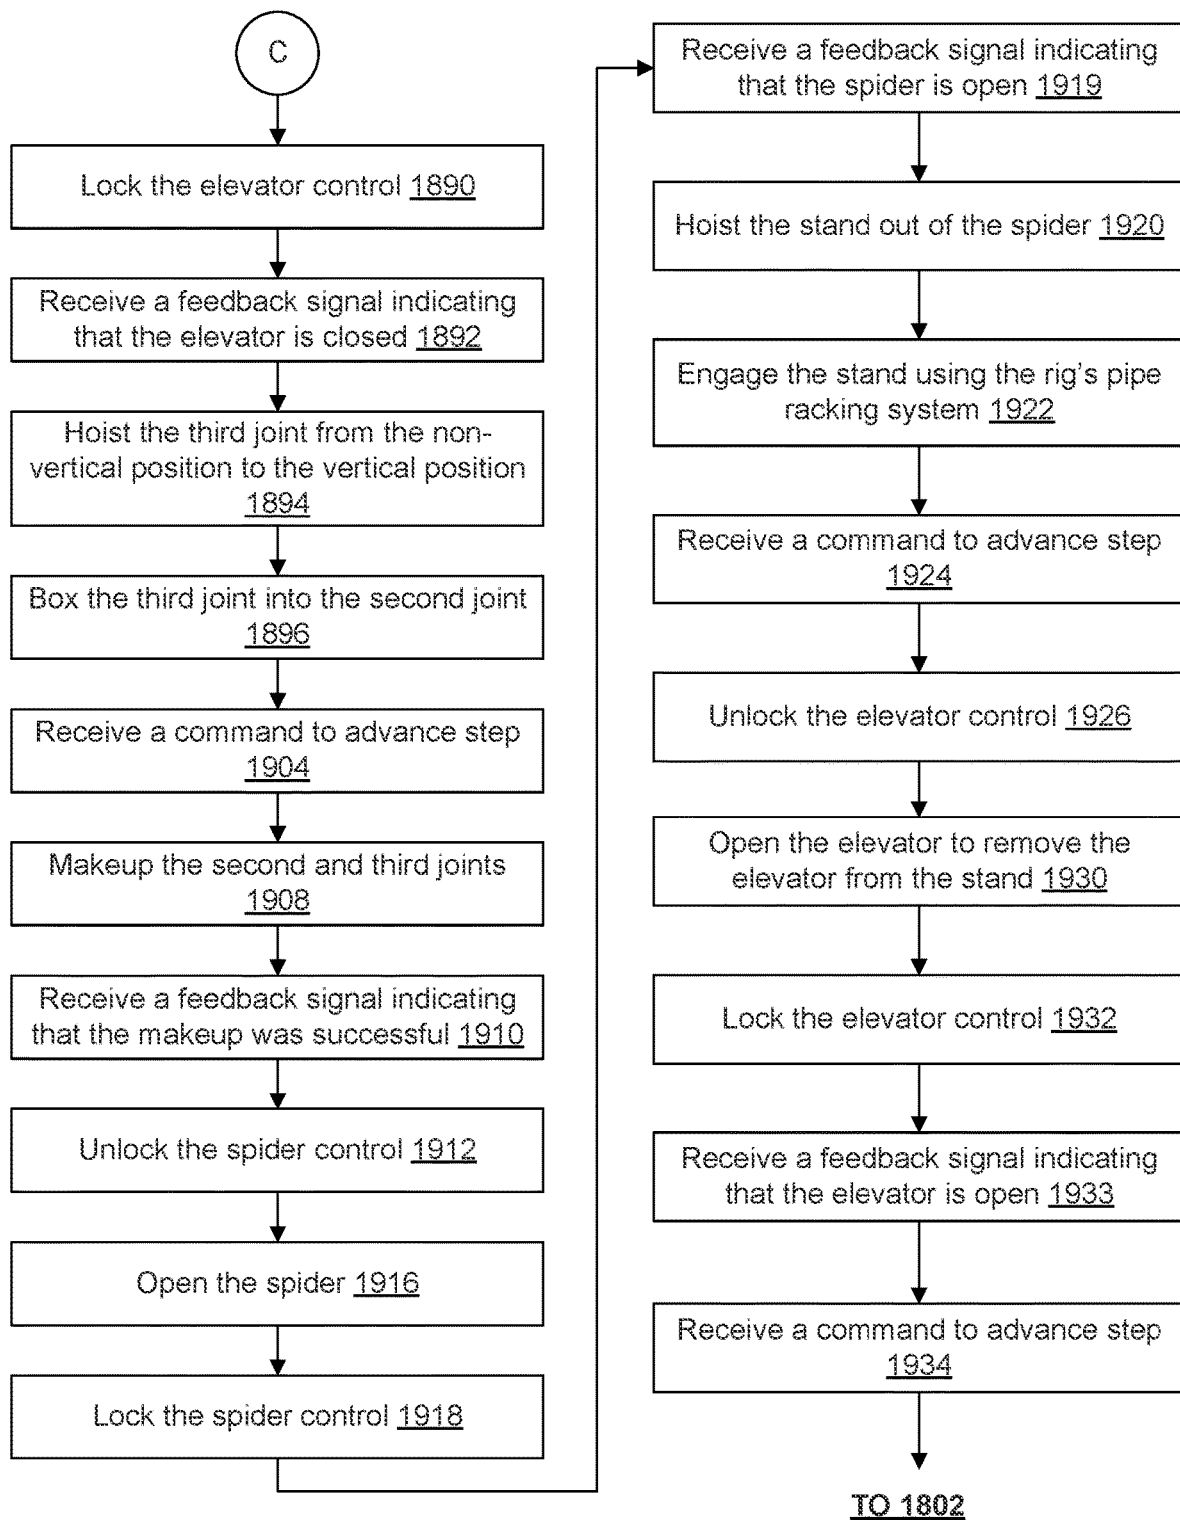 C
Lock the elevator control 1890
Receive a feedback signal indicating
that the elevator is closed 1892
Hoist the third joint from the non-
vertical position to the vertical position
1894
Box the third joint into the second joint
1896
Receive a command to advance step
1904
Makeup the second and third joints
1908
Receive a feedback signal indicating
that the makeup was successful 1910
Unlock the spider control 1912
Open the spider 1916
Lock the spider control 1918
Receive a feedback signal indicating
that the spider is open 1919
Hoist the stand out of the spider 1920
Engage the stand using the rig's pipe
racking system 1922
Receive a command to advance step
1924
Unlock the elevator control 1926
Open the elevator to remove the
elevator from the stand 1930
Lock the elevator control 1932
Receive a feedback signal indicating
that the elevator is open 1933
Receive a command to advance step
1934
TO 1802